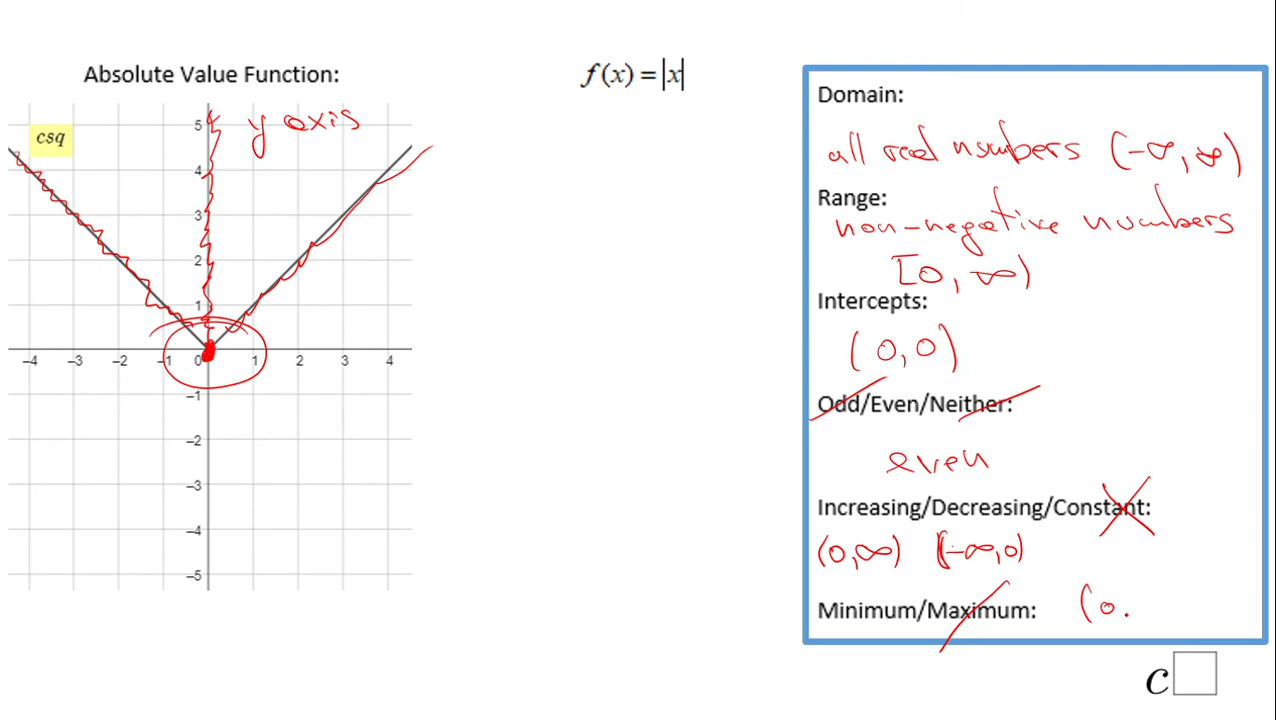 Absolute Value Function:
f(x) = |x|
csq
y axis
5
4
3
2
1
−4 −3 −2 −1 0 1 2 3 4
−1
−2
−3
−4
−5
Domain:
all real numbers (-∞, ∞)
Range:
non-negative numbers
[0, ∞)
Intercepts:
(0,0)
Odd/Even/Neither:
even
Increasing/Decreasing/Constant:
(0,∞) (-∞,0)
Minimum/Maximum: (0,
c